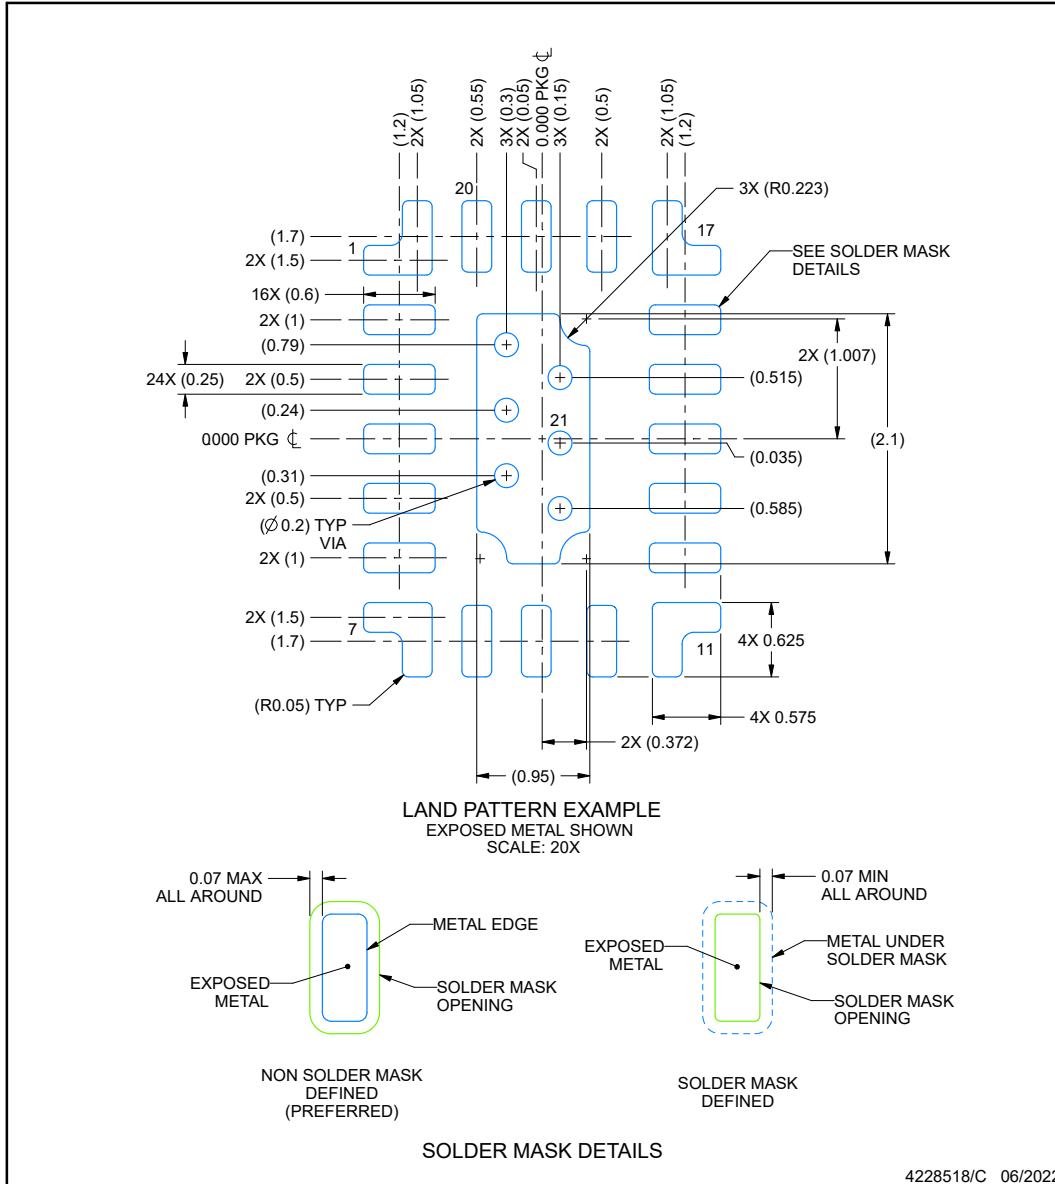 (1.2)
2X (1.05)
2X (0.55)
3X (0.3)
2X (0.05)
0.000 PKG ℄
3X (0.15)
2X (0.5)
2X (1.05)
(1.2)
20
3X (R0.223)
(1.7)
1
17
2X (1.5)
SEE SOLDER MASK
DETAILS
16X (0.6)
2X (1)
(0.79)
2X (1.007)
24X (0.25)
2X (0.5)
(0.515)
(0.24)
21
0.000 PKG ℄
(2.1)
(0.035)
(0.31)
2X (0.5)
(0.585)
(Ø 0.2) TYP
VIA
2X (1)
2X (1.5)
7
(1.7)
11
4X 0.625
(R0.05) TYP
4X 0.575
2X (0.372)
(0.95)
LAND PATTERN EXAMPLE
EXPOSED METAL SHOWN
SCALE: 20X
0.07 MAX
ALL AROUND
METAL EDGE
EXPOSED
METAL
SOLDER MASK
OPENING
NON SOLDER MASK
DEFINED
(PREFERRED)
0.07 MIN
ALL AROUND
EXPOSED
METAL
METAL UNDER
SOLDER MASK
SOLDER MASK
OPENING
SOLDER MASK
DEFINED
SOLDER MASK DETAILS
4228518/C 06/2022